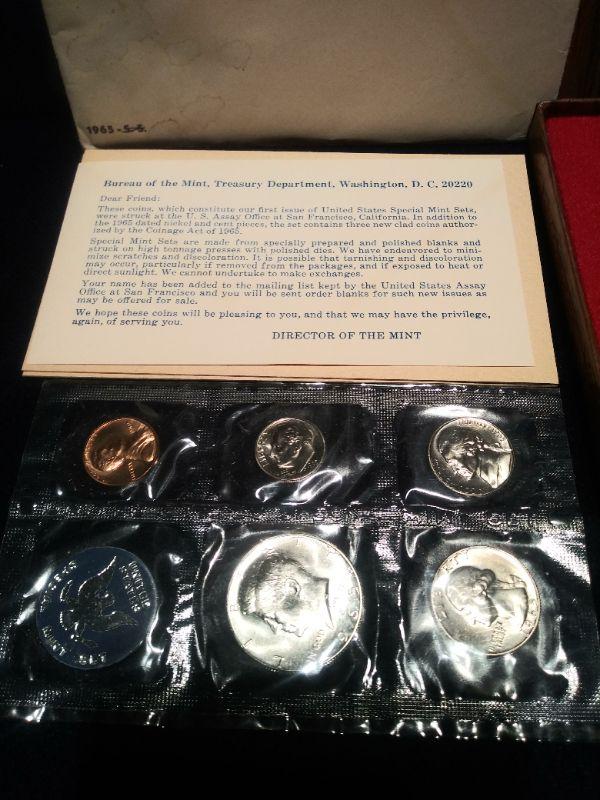 1965 - S.S.
Bureau of the Mint, Treasury Department, Washington, D. C. 20220
Dear Friend:
These coins, which constitute our first issue of United States Special Mint Sets,
were struck at the U. S. Assay Office at San Francisco, California. In addition to
the 1965 dated nickel and cent pieces, the set contains three new clad coins author-
ized by the Coinage Act of 1965.
Special Mint Sets are made from specially prepared and polished blanks and
struck on high tonnage presses with polished dies. We have endeavored to mini-
mize scratches and discoloration. It is possible that tarnishing and discoloration
may occur, particularly if removed from the packages, and if exposed to heat or
direct sunlight. We cannot undertake to make exchanges.
Your name has been added to the mailing list kept by the United States Assay
Office at San Francisco and you will be sent order blanks for such new issues as
may be offered for sale.
We hope these coins will be pleasing to you, and that we may have the privilege,
again, of serving you.
DIRECTOR OF THE MINT
UNITED
STATES